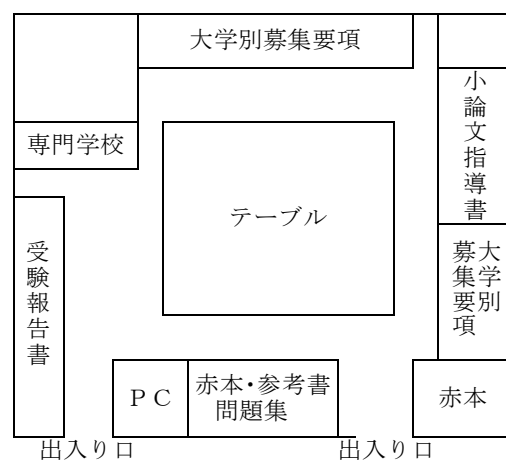 大学別募集要項
専門学校
小論文指導書
テーブル
受験報告書
大学別
募集要項
ＰＣ
赤本・参考書
問題集
赤本
出入り口
出入り口